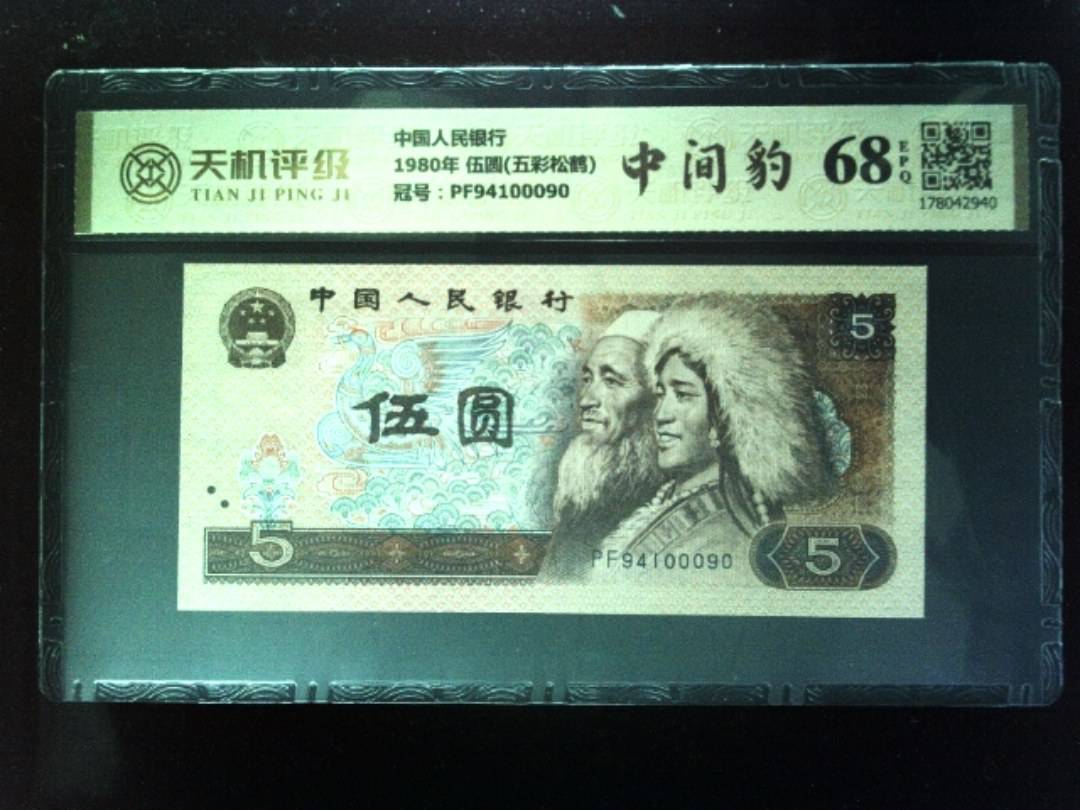 天机评级
TIAN JI PING JI
中国人民银行
1980年 伍圆(五彩松鹤)
冠号：PF94100090
中间豹
68
EPQ
178042940
中国人民银行
5
伍圆
5
PF94100090
5